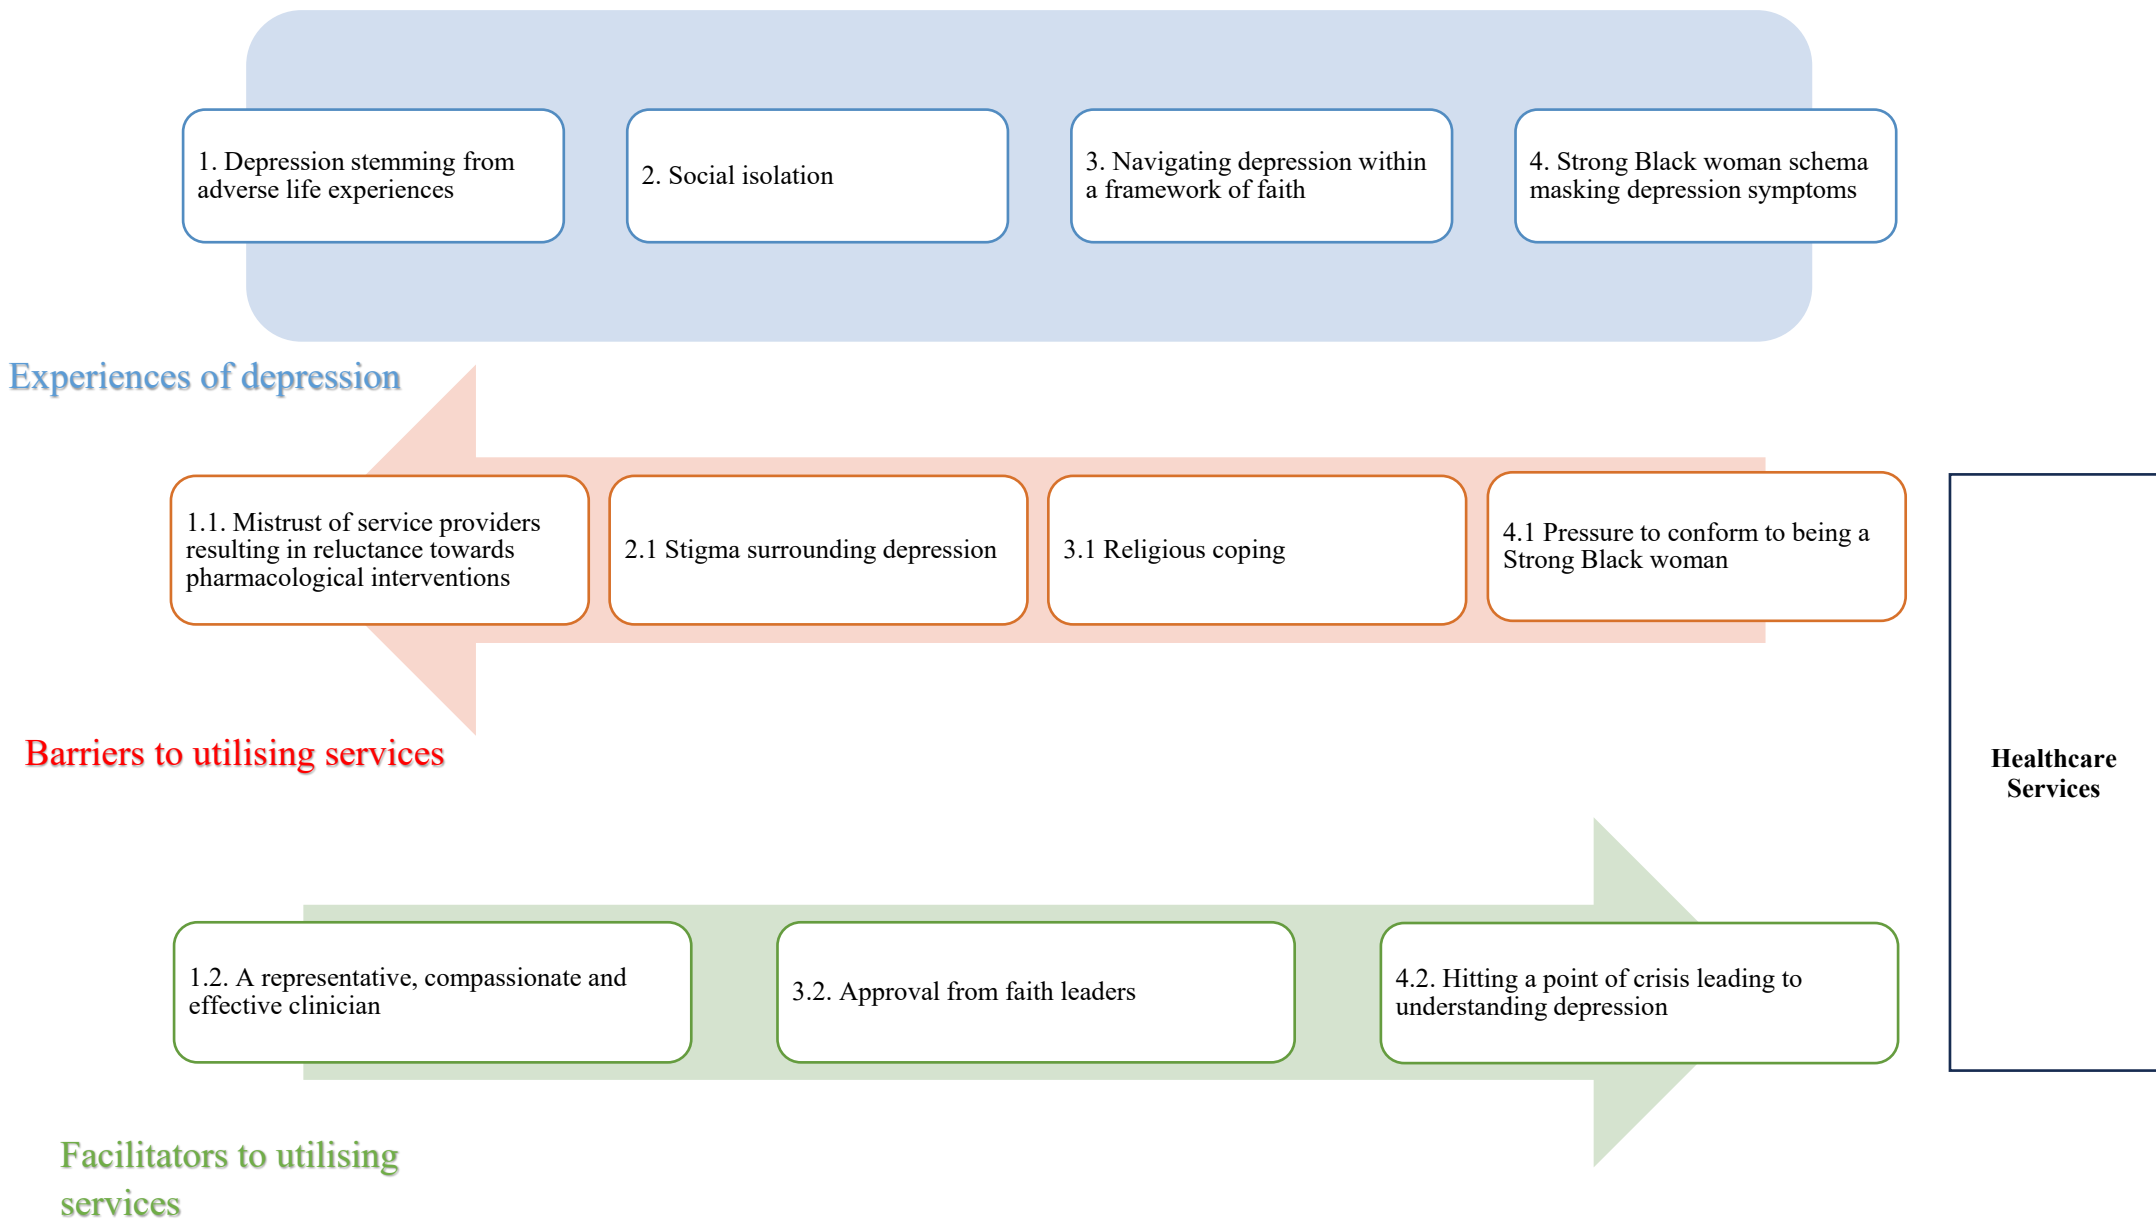 1. Depression stemming from
adverse life experiences
2. Social isolation
3. Navigating depression within
a framework of faith
4. Strong Black woman schema
masking depression symptoms
Experiences of depression
1.1. Mistrust of service providers
resulting in reluctance towards
pharmacological interventions
2.1 Stigma surrounding depression
3.1 Religious coping
4.1 Pressure to conform to being a
Strong Black woman
Barriers to utilising services
Healthcare
Services
1.2. A representative, compassionate and
effective clinician
3.2. Approval from faith leaders
4.2. Hitting a point of crisis leading to
understanding depression
Facilitators to utilising
services